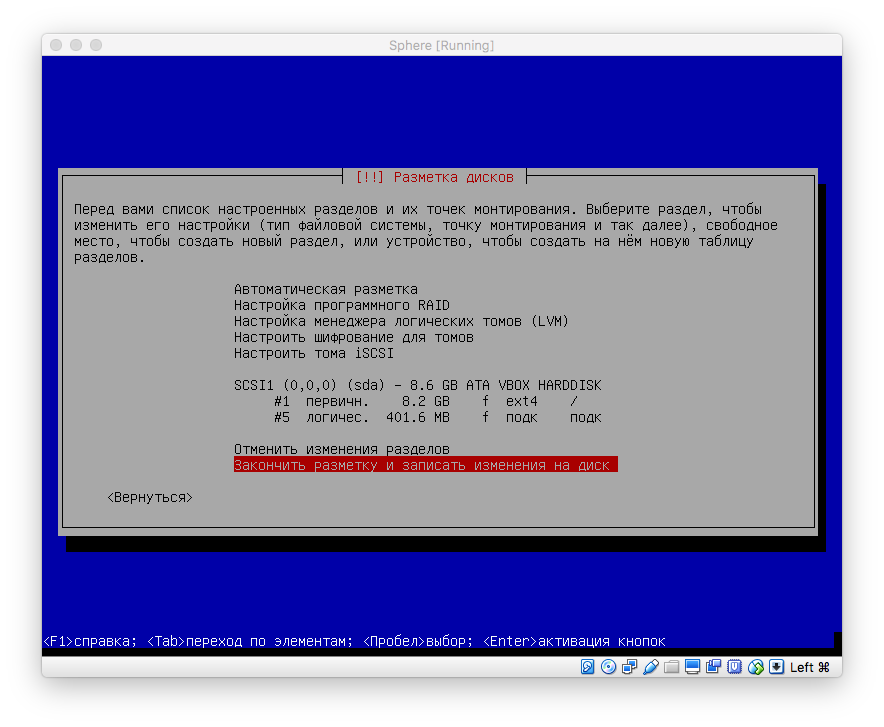 Sphere [Running]
[!!] Разметка дисков
Перед вами список настроенных разделов и их точек монтирования. Выберите раздел, чтобы
изменить его настройки (тип файловой системы, точку монтирования и так далее), свободное
место, чтобы создать новый раздел, или устройство, чтобы создать на нём новую таблицу
разделов.
Автоматическая разметка
Настройка программного RAID
Настройка менеджера логических томов (LVM)
Настроить шифрование для томов
Настроить тома iSCSI
SCSI1 (0,0,0) (sda) - 8.6 GB ATA VBOX HARDDISK
#1 первичн. 8.2 GB f ext4 /
#5 логичес. 401.6 MB f подк подк
Отменить изменения разделов
Закончить разметку и записать изменения на диск
<Вернуться>
<F1>справка; <Tab>переход по элементам; <Пробел>выбор; <Enter>активация кнопок
Left ⌘